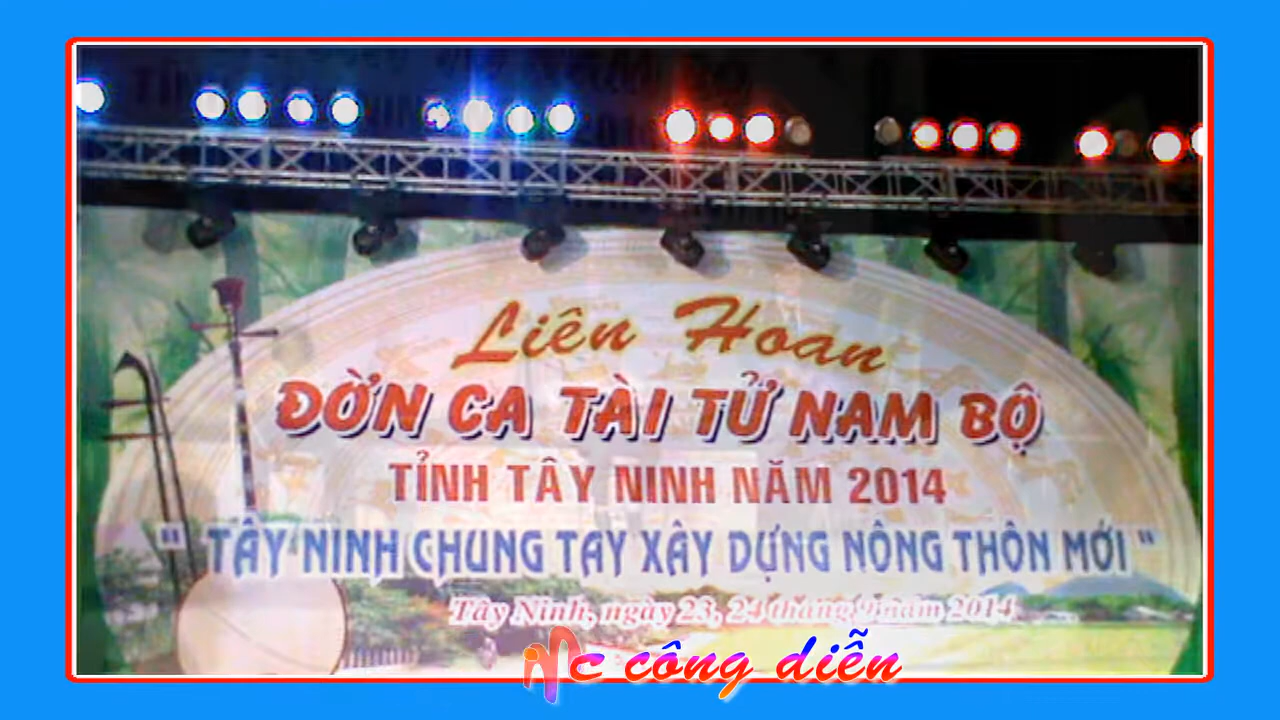 Liên Hoan
ĐỜN CA TÀI TỬ NAM BỘ
TỈNH TÂY NINH NĂM 2014
" TÂY NINH CHUNG TAY XÂY DỰNG NÔNG THÔN MỚI "
Tây Ninh, ngày 23, 24 tháng 9 năm 2014
công diễn